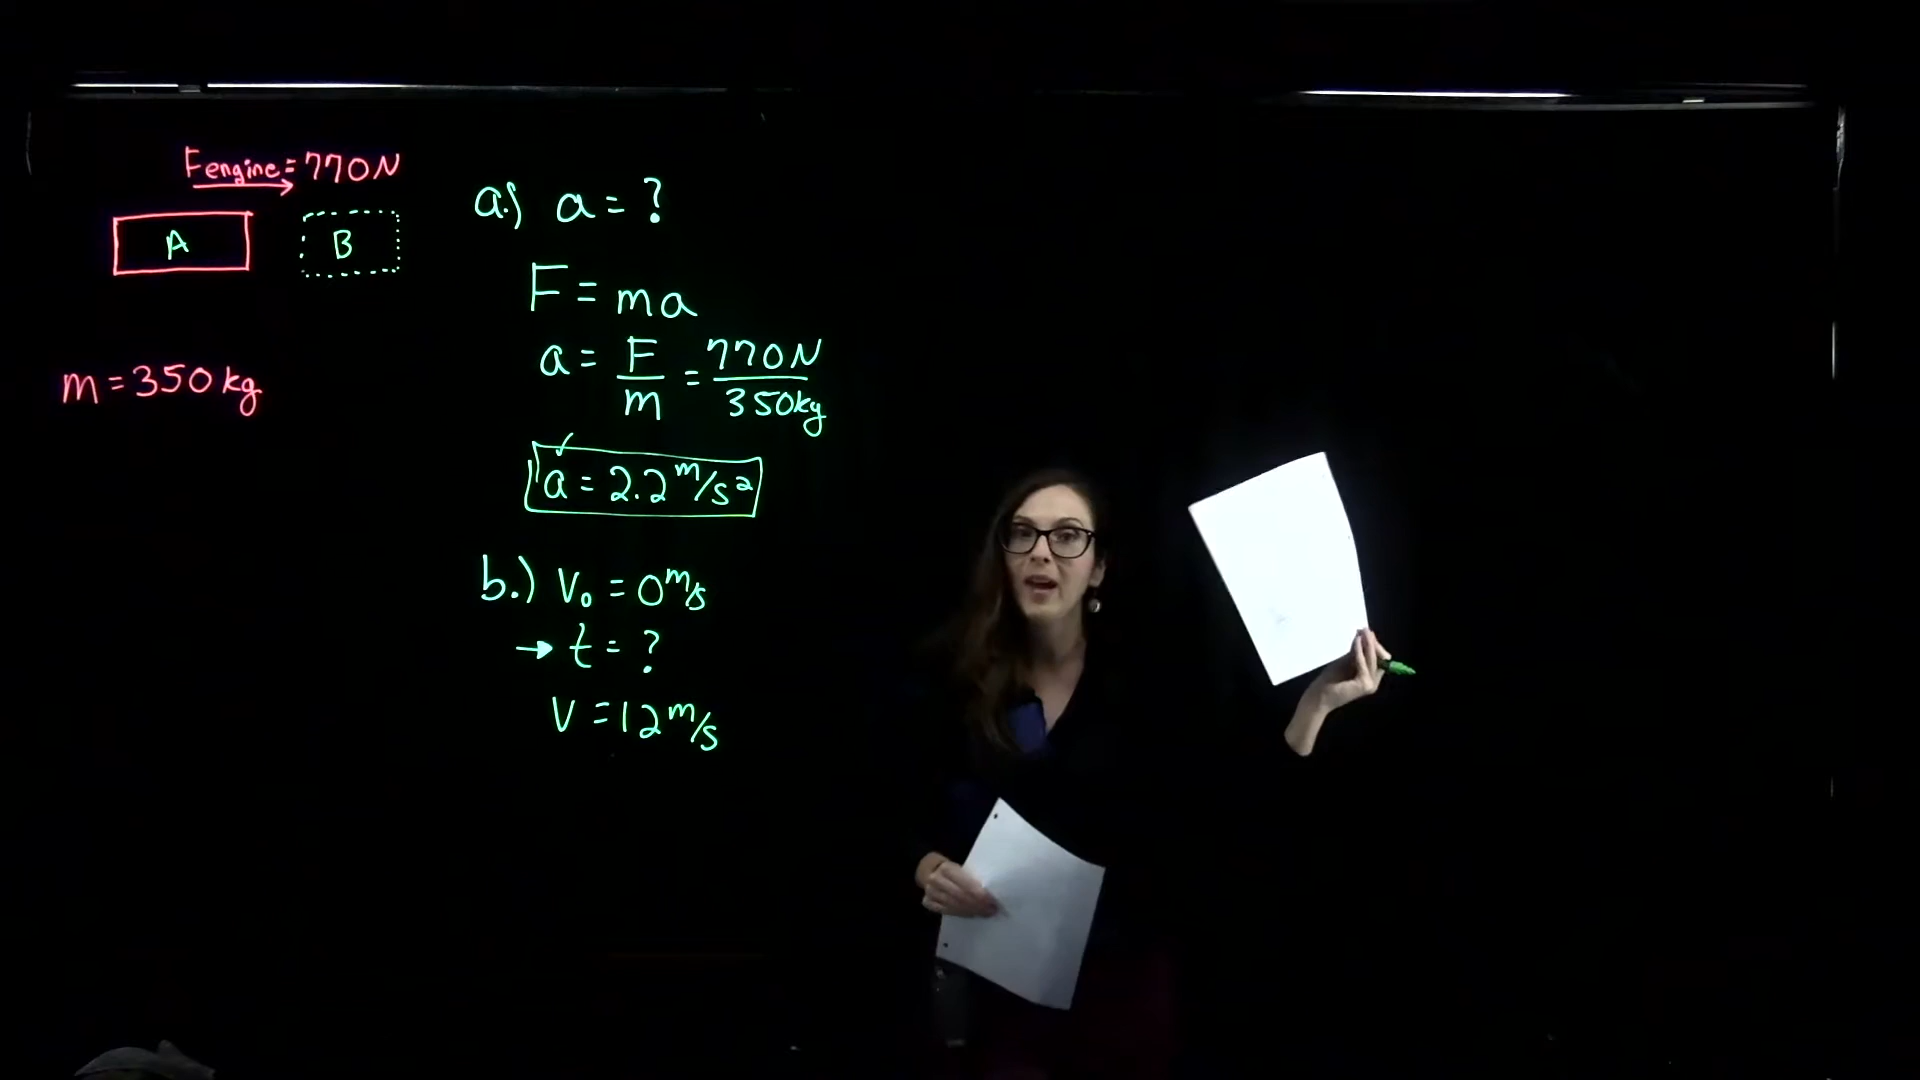 Fengine = 770N
A
B
m = 350 kg
a.) a = ?
F = ma
a = F/m = 770N/350kg
a = 2.2 m/s²
b.) v₀ = 0 m/s
→ t = ?
v = 12 m/s